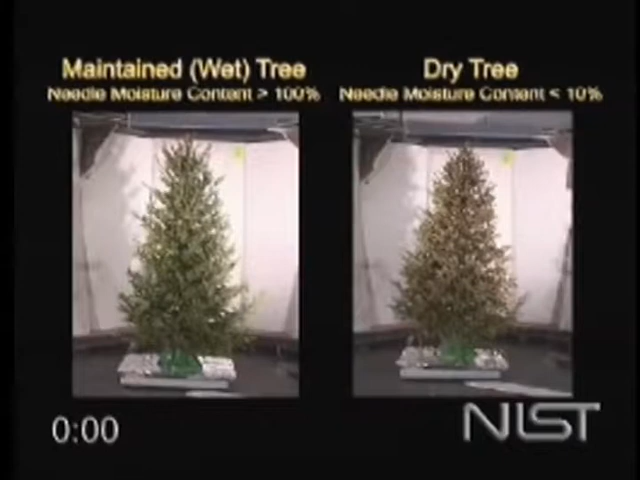 Maintained (Wet) Tree
Needle Moisture Content > 100%
Dry Tree
Needle Moisture Content < 10%
0:00
NIST